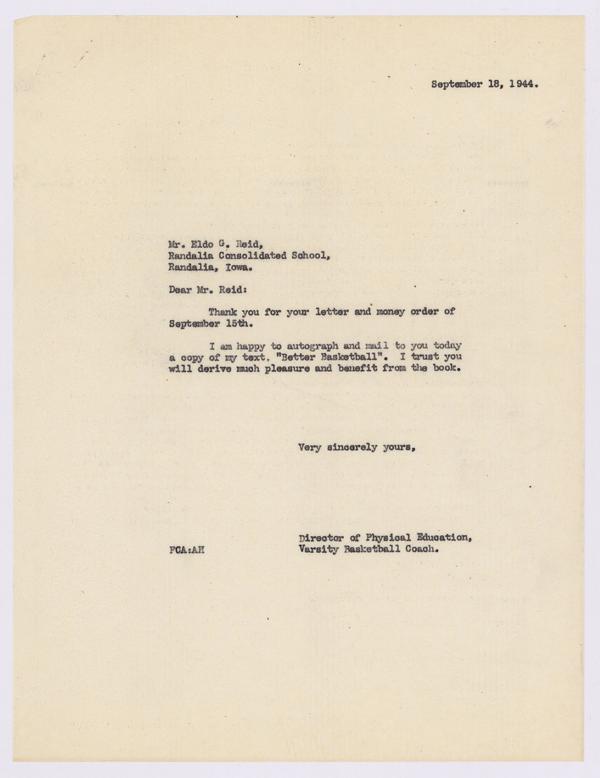 September 18, 1944.
Mr. Eldo G. Reid,
Randalia Consolidated School,
Randalia, Iowa.
Dear Mr. Reid:
Thank you for your letter and money order of
September 15th.
I am happy to autograph and mail to you today
a copy of my text, "Better Basketball". I trust you
will derive much pleasure and benefit from the book.
Very sincerely yours,
Director of Physical Education,
FCA:AH Varsity Basketball Coach.